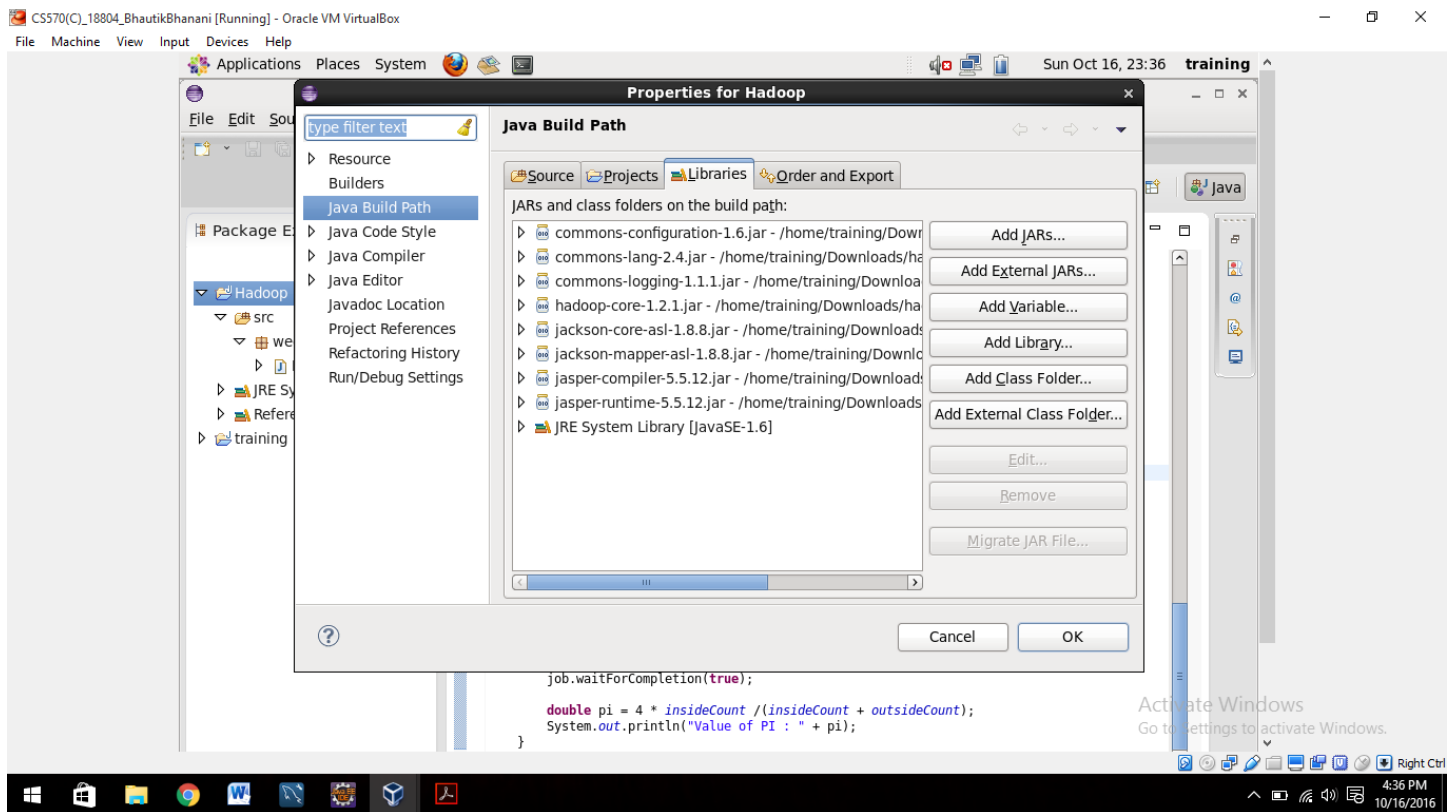 CS570(C)_18804_BhautikBhanani [Running] - Oracle VM VirtualBox
File Machine View Input Devices Help
Applications Places System Sun Oct 16, 23:36 training
Properties for Hadoop
File Edit Sou
type filter text
Java Build Path
Resource
Builders
Java Build Path
Java Code Style
Java Compiler
Java Editor
Javadoc Location
Project References
Refactoring History
Run/Debug Settings
Source Projects Libraries Order and Export
JARs and class folders on the build path:
commons-configuration-1.6.jar - /home/training/Dowr
commons-lang-2.4.jar - /home/training/Downloads/ha
commons-logging-1.1.1.jar - /home/training/Downloa
hadoop-core-1.2.1.jar - /home/training/Downloads/ha
jackson-core-asl-1.8.8.jar - /home/training/Downloads
jackson-mapper-asl-1.8.8.jar - /home/training/Downlo
jasper-compiler-5.5.12.jar - /home/training/Downloads
jasper-runtime-5.5.12.jar - /home/training/Downloads
JRE System Library [JavaSE-1.6]
Add JARs...
Add External JARs...
Add Variable...
Add Library...
Add Class Folder...
Add External Class Folder...
Edit...
Remove
Migrate JAR File...
Cancel OK
Java
Package E
Hadoop
src
we
JRE Sy
Refere
training
job.waitForCompletion(true);
double pi = 4 * insideCount /(insideCount + outsideCount);
System.out.println("Value of PI : " + pi);
}
Activate Windows
Go to Settings to activate Windows.
Right Ctrl
4:36 PM
10/16/2016